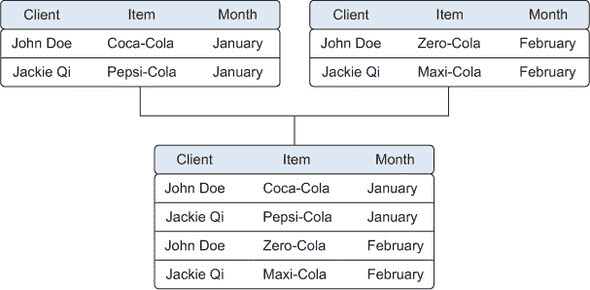 Client Item Month
John Doe Coca-Cola January
Jackie Qi Pepsi-Cola January
Client Item Month
John Doe Zero-Cola February
Jackie Qi Maxi-Cola February
Client Item Month
John Doe Coca-Cola January
Jackie Qi Pepsi-Cola January
John Doe Zero-Cola February
Jackie Qi Maxi-Cola February